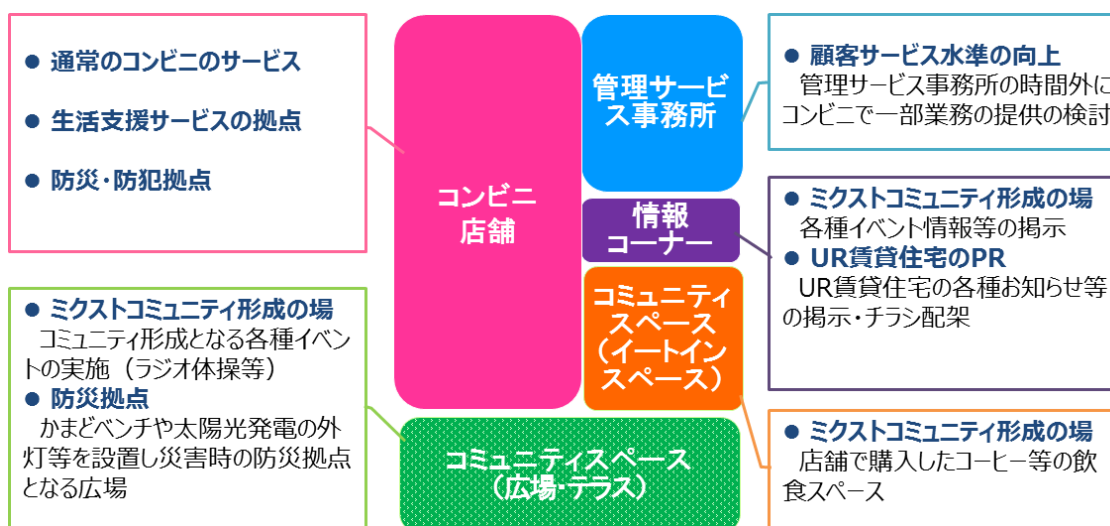 ● 通常のコンビニのサービス
● 生活支援サービスの拠点
● 防災・防犯拠点
● ミクストコミュニティ形成の場
コミュニティ形成となる各種イベン
トの実施（ラジオ体操等）
● 防災拠点
かまどベンチや太陽光発電の外
灯等を設置し災害時の防災拠点
となる広場
コンビニ
店舗
管理サービ
ス事務所
情報
コーナー
コミュニティ
スペース
（イートイン
スペース）
コミュニティスペース
（広場・テラス）
● 顧客サービス水準の向上
管理サービス事務所の時間外に
コンビニで一部業務の提供の検討
● ミクストコミュニティ形成の場
各種イベント情報等の掲示
● UR賃貸住宅のPR
UR賃貸住宅の各種お知らせ等
の掲示・チラシ配架
● ミクストコミュニティ形成の場
店舗で購入したコーヒー等の飲
食スペース